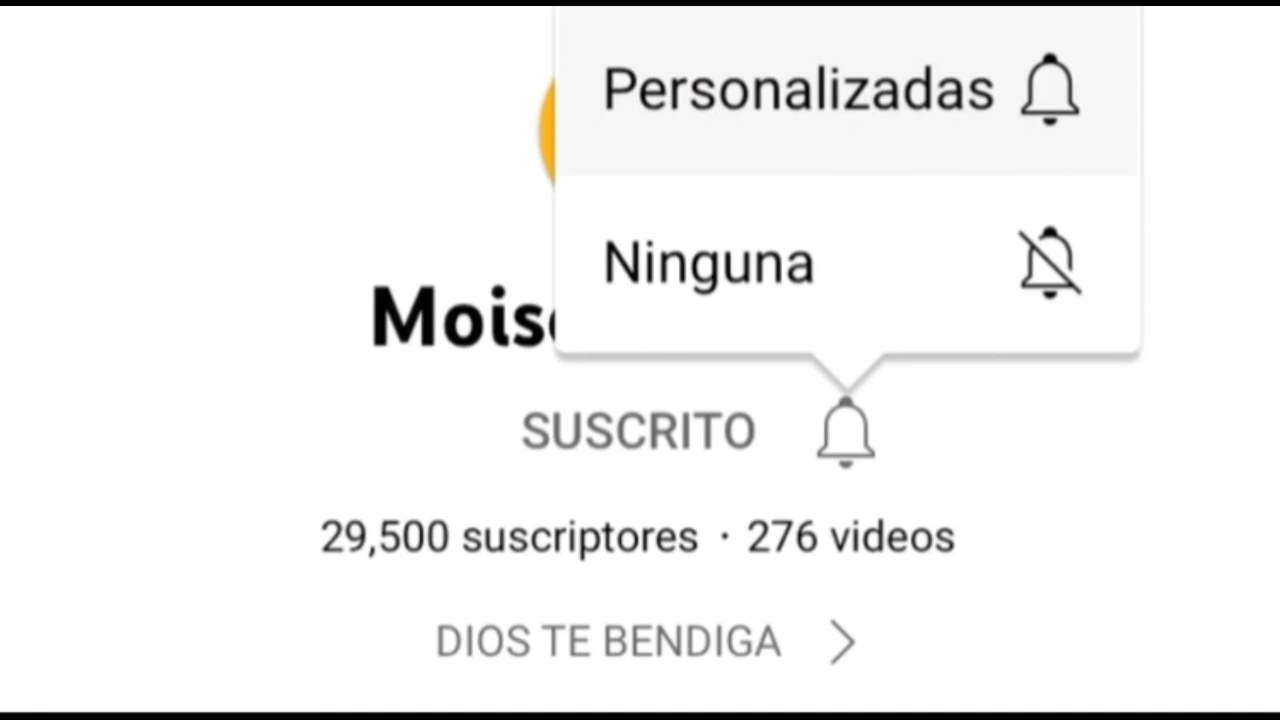 Personalizadas
Ninguna
SUSCRITO
29,500 suscriptores · 276 videos
DIOS TE BENDIGA